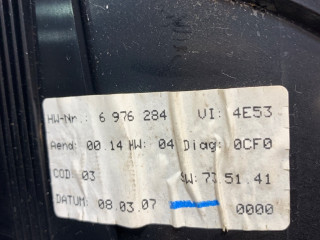 HW-Nr.: 6 976 284 VI: 4E53
Aend: 00 14 HW: 04 Diag: 0CF0
COD: 03 SW: 73.51.41
DATUM: 08.03.07 0000